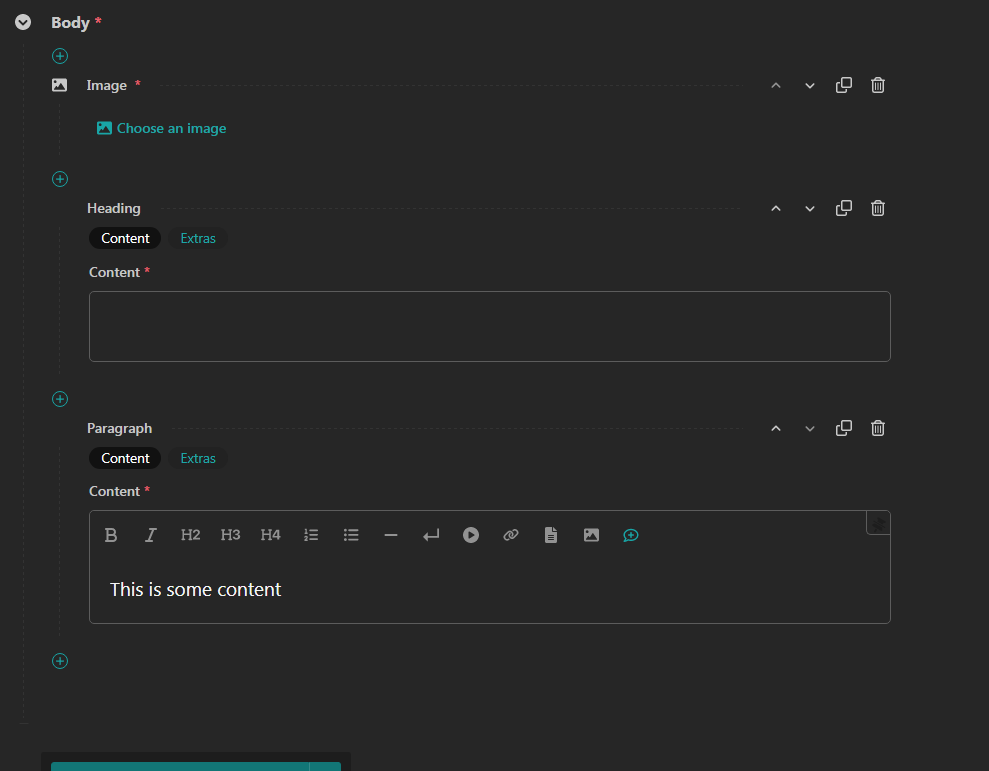 Body *
Image *
Choose an image
Heading
Content Extras
Content *
Paragraph
Content Extras
Content *
B I H2 H3 H4
This is some content